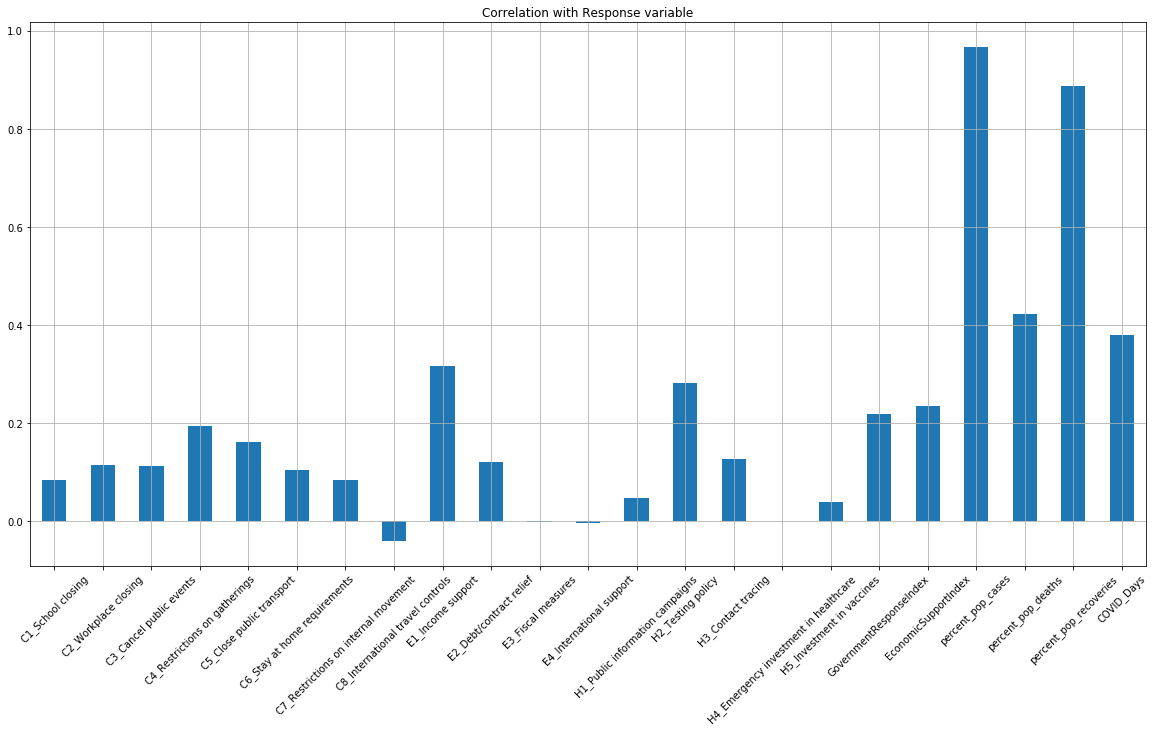 Correlation with Response variable
1.0
0.8
0.6
0.4
0.2
0.0
C1_School closing
C2_Workplace closing
C3_Cancel public events
C4_Restrictions on gatherings
C5_Close public transport
C6_Stay at home requirements
C7_Restrictions on internal movement
C8_International travel controls
E1_Income support
E2_Debt/contract relief
E3_Fiscal measures
E4_International support
H1_Public information campaigns
H2_Testing policy
H3_Contact tracing
H4_Emergency investment in healthcare
H5_Investment in vaccines
GovernmentResponseIndex
EconomicSupportIndex
percent_pop_cases
percent_pop_deaths
percent_pop_recoveries
COVID_Days